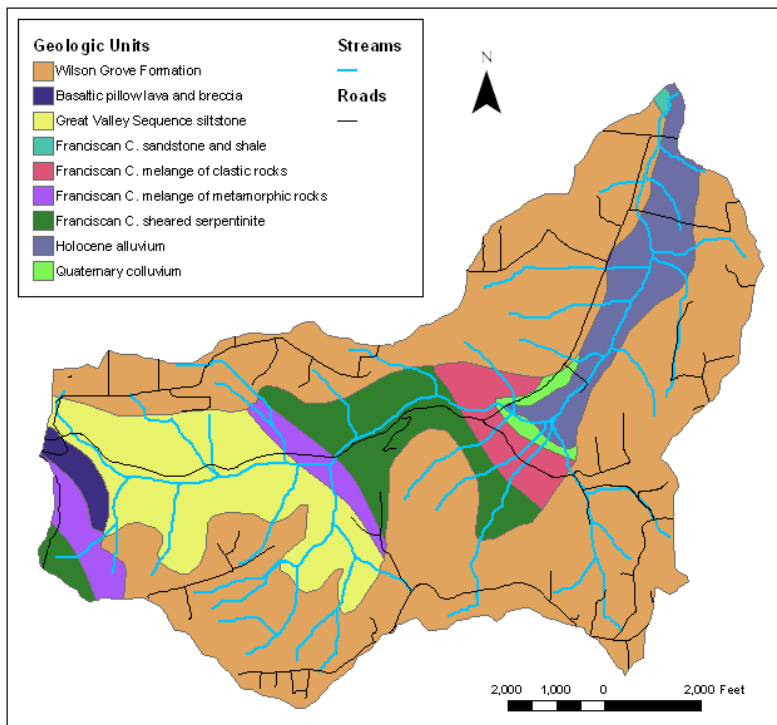 Geologic Units
Wilson Grove Formation
Basaltic pillow lava and breccia
Great Valley Sequence siltstone
Franciscan C. sandstone and shale
Franciscan C. melange of clastic rocks
Franciscan C. melange of metamorphic rocks
Franciscan C. sheared serpentinite
Holocene alluvium
Quaternary colluvium
Streams
Roads
N
2,000 1,000 0 2,000 Feet